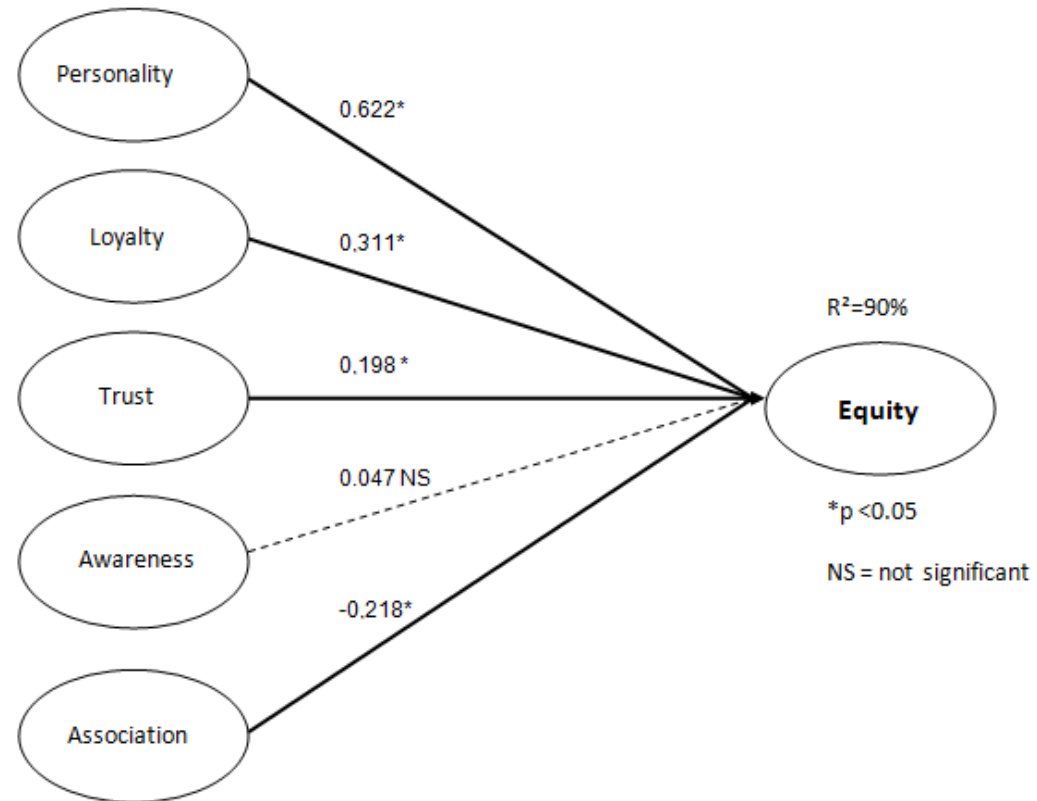 Personality
0.622*
Loyalty
0,311*
R²=90%
Trust
0,198 *
Equity
0.047 NS
Awareness
*p <0.05
NS = not significant
-0,218*
Association